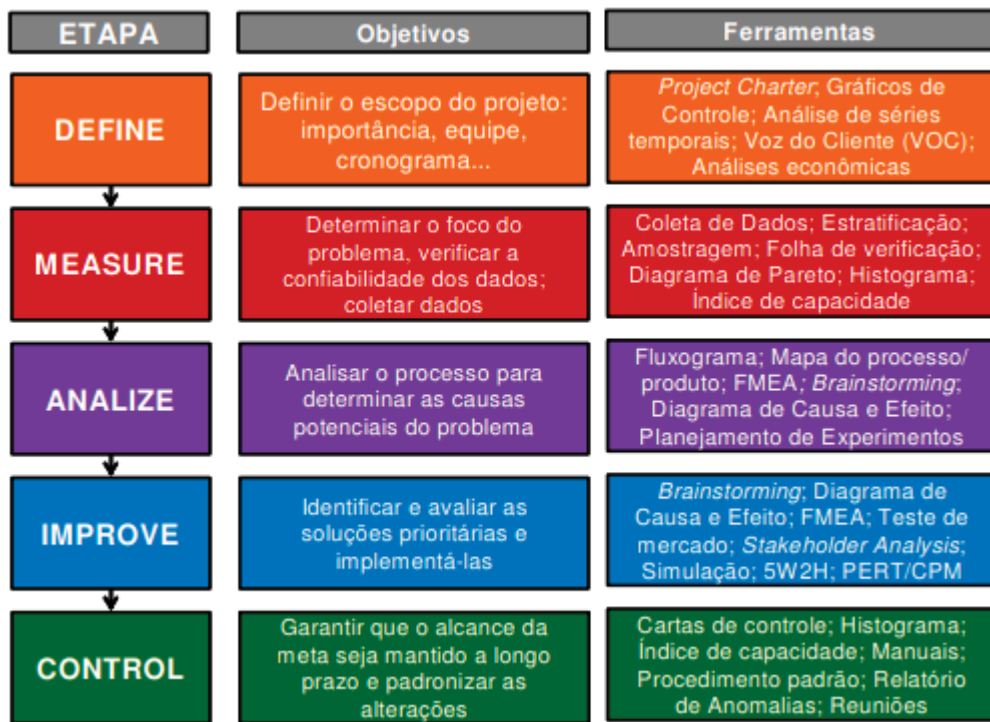 ETAPA
Objetivos
Ferramentas
DEFINE
Definir o escopo do projeto:
importância, equipe,
cronograma...
Project Charter; Gráficos de
Controle; Análise de séries
temporais; Voz do Cliente (VOC);
Análises econômicas
MEASURE
Determinar o foco do
problema, verificar a
confiabilidade dos dados;
coletar dados
Coleta de Dados; Estratificação;
Amostragem; Folha de verificação;
Diagrama de Pareto; Histograma;
Índice de capacidade
ANALIZE
Analisar o processo para
determinar as causas
potenciais do problema
Fluxograma; Mapa do processo/
produto; FMEA; Brainstorming;
Diagrama de Causa e Efeito;
Planejamento de Experimentos
IMPROVE
Identificar e avaliar as
soluções prioritárias e
implementá-las
Brainstorming; Diagrama de
Causa e Efeito; FMEA; Teste de
mercado; Stakeholder Analysis;
Simulação; 5W2H; PERT/CPM
CONTROL
Garantir que o alcance da
meta seja mantido a longo
prazo e padronizar as
alterações
Cartas de controle; Histograma;
Índice de capacidade; Manuais;
Procedimento padrão; Relatório
de Anomalias; Reuniões